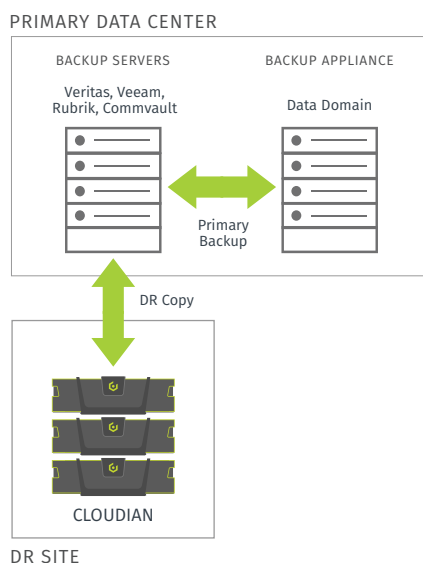 PRIMARY DATA CENTER
BACKUP SERVERS
Veritas, Veeam,
Rubrik, Commvault
BACKUP APPLIANCE
Data Domain
Primary
Backup
DR Copy
CLOUDIAN
DR SITE